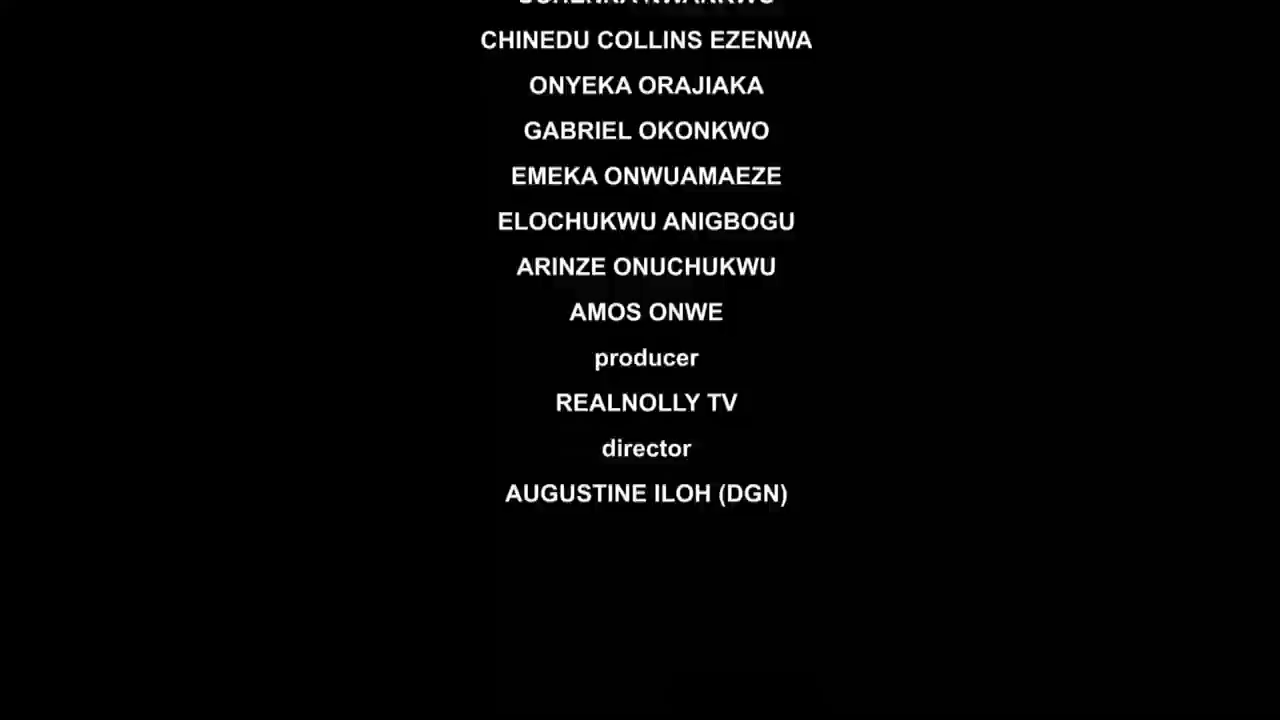 CHINEDU COLLINS EZENWA
ONYEKA ORAJIAKA
GABRIEL OKONKWO
EMEKA ONWUAMAEZE
ELOCHUKWU ANIGBOGU
ARINZE ONUCHUKWU
AMOS ONWE
producer
REALNOLLY TV
director
AUGUSTINE ILOH (DGN)